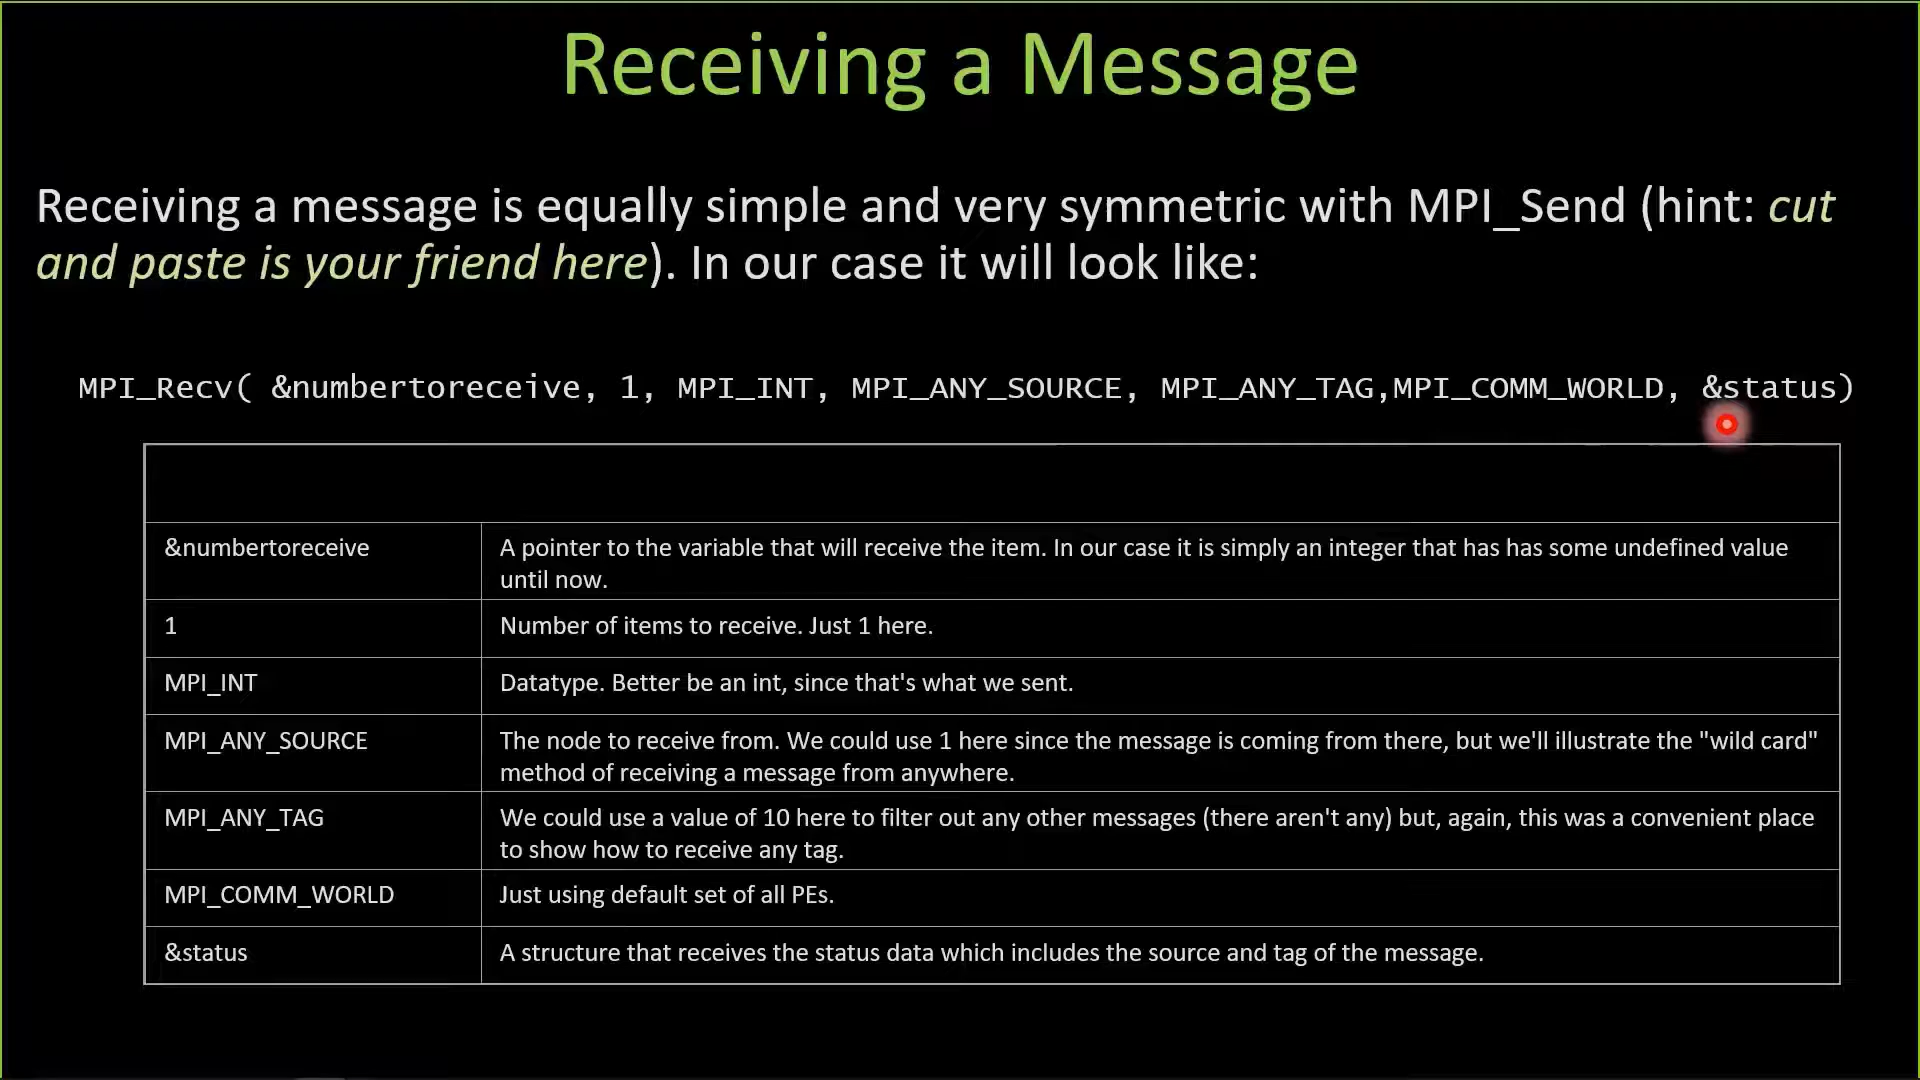 Receiving a Message
Receiving a message is equally simple and very symmetric with MPI_Send (hint: cut
and paste is your friend here). In our case it will look like:
MPI_Recv( &numbertoreceive, 1, MPI_INT, MPI_ANY_SOURCE, MPI_ANY_TAG,MPI_COMM_WORLD, &status)
&numbertoreceive
A pointer to the variable that will receive the item. In our case it is simply an integer that has has some undefined value
until now.
1
Number of items to receive. Just 1 here.
MPI_INT
Datatype. Better be an int, since that's what we sent.
MPI_ANY_SOURCE
The node to receive from. We could use 1 here since the message is coming from there, but we'll illustrate the "wild card"
method of receiving a message from anywhere.
MPI_ANY_TAG
We could use a value of 10 here to filter out any other messages (there aren't any) but, again, this was a convenient place
to show how to receive any tag.
MPI_COMM_WORLD
Just using default set of all PEs.
&status
A structure that receives the status data which includes the source and tag of the message.